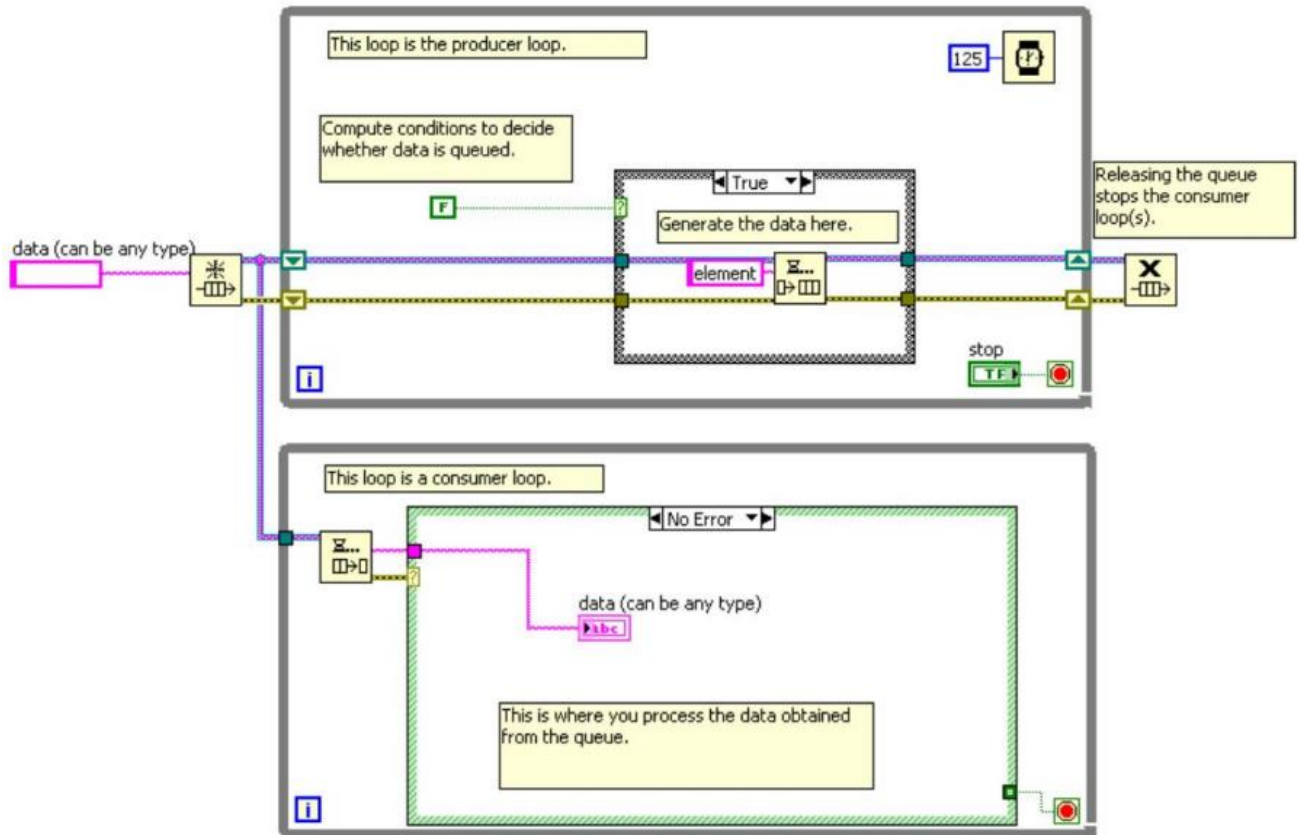 This loop is the producer loop.
125
Compute conditions to decide
whether data is queued.
True
Releasing the queue
stops the consumer
loop(s).
F
?
Generate the data here.
data (can be any type)
element
stop
TF
i
This loop is a consumer loop.
No Error
?
data (can be any type)
abc
This is where you process the data obtained
from the queue.
i